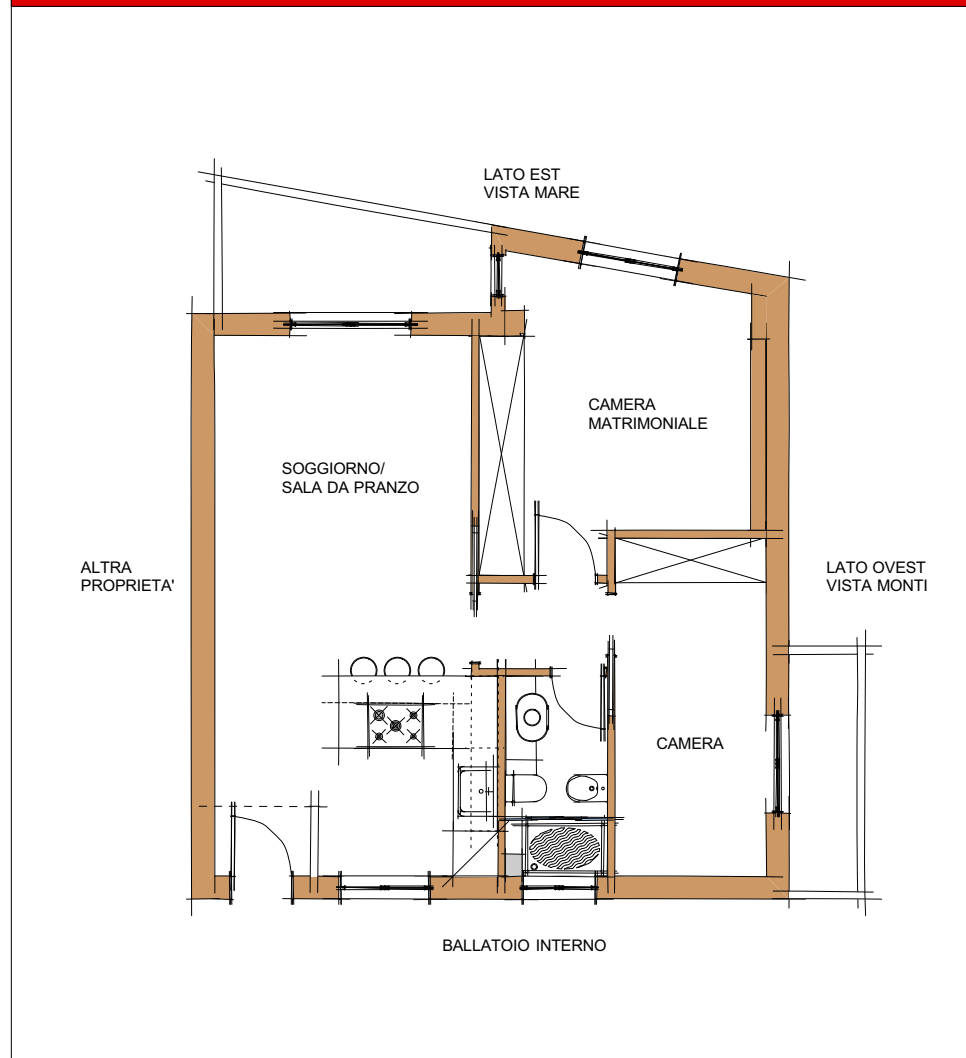 LATO EST
VISTA MARE
CAMERA
MATRIMONIALE
SOGGIORNO/
SALA DA PRANZO
ALTRA
PROPRIETA'
LATO OVEST
VISTA MONTI
CAMERA
BALLATOIO INTERNO